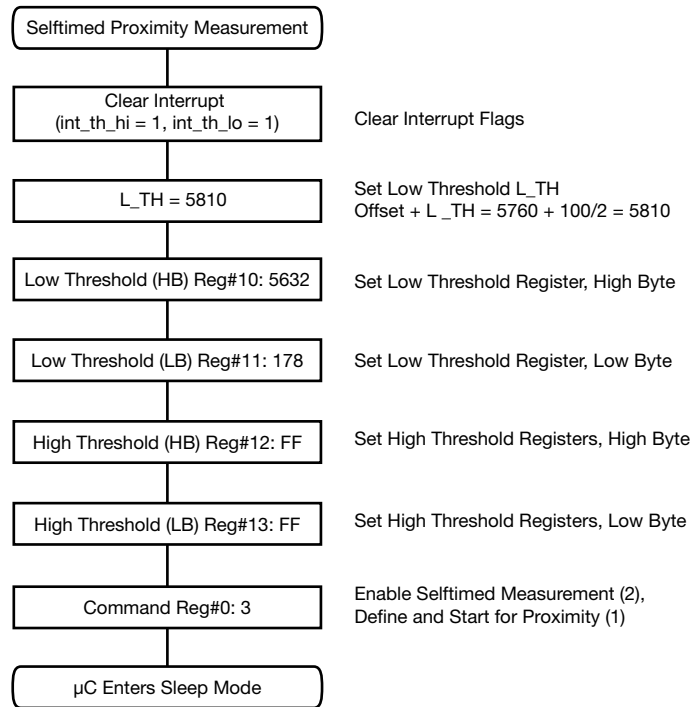 Selftimed Proximity Measurement
Clear Interrupt
(int_th_hi = 1, int_th_lo = 1)
Clear Interrupt Flags
L_TH = 5810
Set Low Threshold L_TH
Offset + L _TH = 5760 + 100/2 = 5810
Low Threshold (HB) Reg#10: 5632
Set Low Threshold Register, High Byte
Low Threshold (LB) Reg#11: 178
Set Low Threshold Register, Low Byte
High Threshold (HB) Reg#12: FF
Set High Threshold Registers, High Byte
High Threshold (LB) Reg#13: FF
Set High Threshold Registers, Low Byte
Command Reg#0: 3
Enable Selftimed Measurement (2),
Define and Start for Proximity (1)
µC Enters Sleep Mode